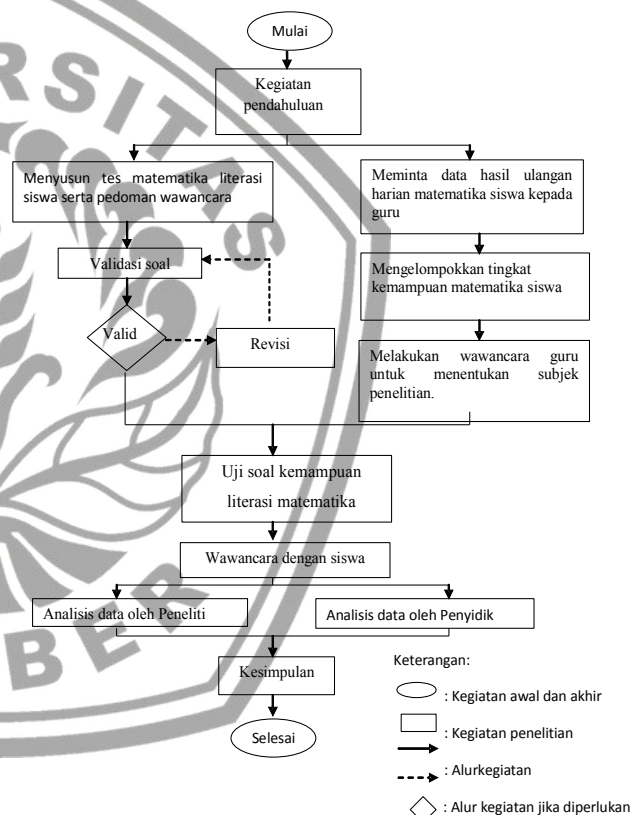 RSITAS
Mulai
Kegiatan
pendahuluan
Menyusun tes matematika literasi
siswa serta pedoman wawancara
Meminta data hasil ulangan
harian matematika siswa kepada
guru
Validasi soal
Mengelompokkan tingkat
kemampuan matematika siswa
Valid
Revisi
Melakukan wawancara guru
untuk menentukan subjek
penelitian.
Uji soal kemampuan
literasi matematika
Wawancara dengan siswa
Analisis data oleh Peneliti
Analisis data oleh Penyidik
BER
Kesimpulan
Selesai
Keterangan:
: Kegiatan awal dan akhir
: Kegiatan penelitian
: Alurkegiatan
: Alur kegiatan jika diperlukan